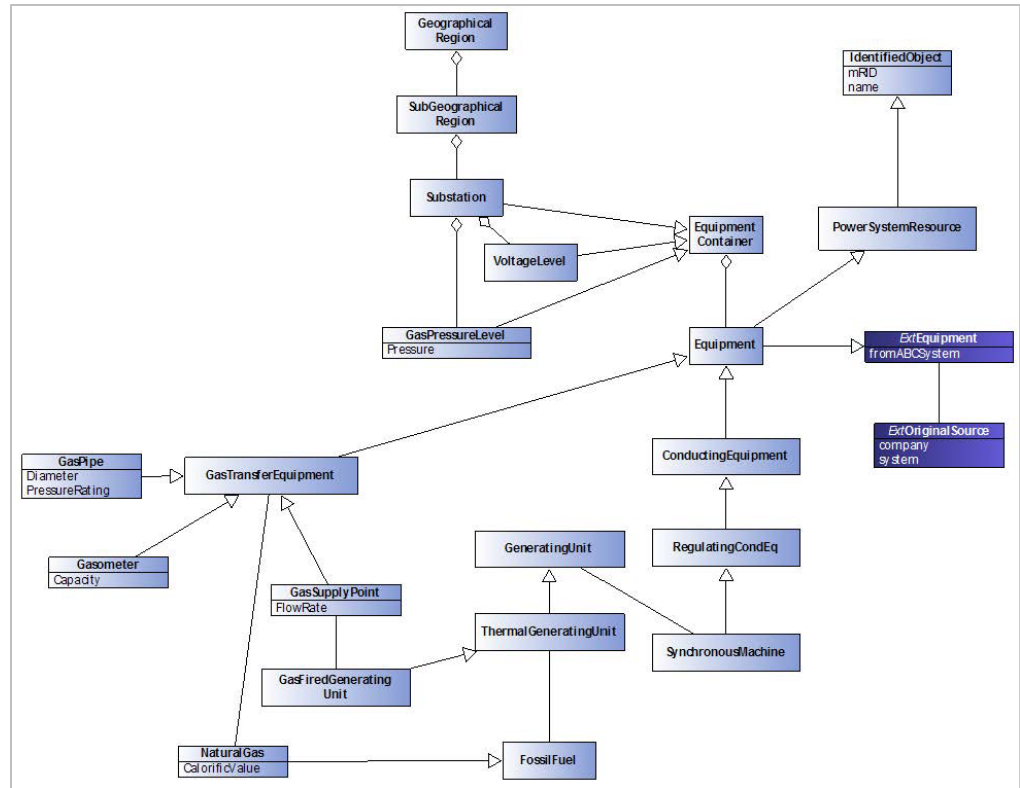 Geographical
Region
IdentifiedObject
mRID
name
SubGeographical
Region
Substation
Equipment
Container
PowerSystemResource
VoltageLevel
GasPressureLevel
Pressure
Equipment
ExtEquipment
fromABCSystem
ExtOriginalSource
company
system
ConductingEquipment
GasPipe
Diameter
PressureRating
GasTransferEquipment
GeneratingUnit
RegulatingCondEq
Gasometer
Capacity
GasSupplyPoint
FlowRate
ThermalGeneratingUnit
SynchronousMachine
GasFiredGenerating
Unit
NaturalGas
CalorificValue
FossilFuel